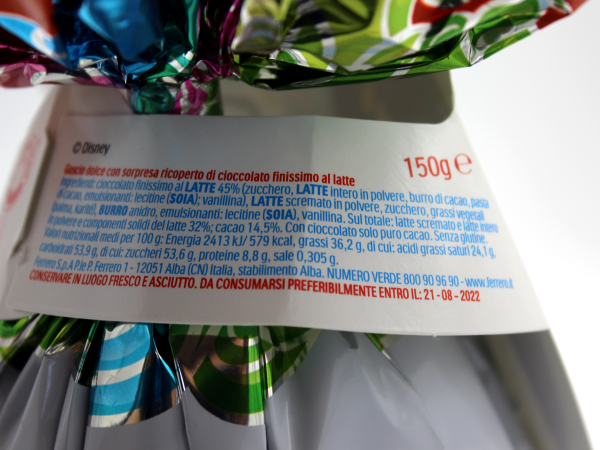 © Disney
150g ℮
Guscio dolce con sorpresa ricoperto di cioccolato finissimo al latte
Ingredienti: cioccolato finissimo al LATTE 45% (zucchero, LATTE intero in polvere, burro di cacao, pasta
di cacao, emulsionanti: lecitine (SOIA); vanillina), LATTE scremato in polvere, zucchero, grassi vegetali
(palma, karité), BURRO anidro, emulsionanti: lecitine (SOIA), vanillina. Sul totale: latte scremato e latte intero
in polvere e componenti solidi del latte 32%; cacao 14,5%. Con cioccolato solo puro cacao. Senza glutine.
Valori nutrizionali medi per 100 g: Energia 2413 kJ/ 579 kcal, grassi 36,2 g, di cui: acidi grassi saturi 24,1 g,
carboidrati 53,9 g, di cui: zuccheri 53,6 g, proteine 8,8 g, sale 0,305 g.
Ferrero S.p.A P.le P. Ferrero 1 - 12051 Alba (CN) Italia, stabilimento Alba. NUMERO VERDE 800 90 96 90 - www.ferrero.it
CONSERVARE IN LUOGO FRESCO E ASCIUTTO. DA CONSUMARSI PREFERIBILMENTE ENTRO IL: 21 - 08 - 2022